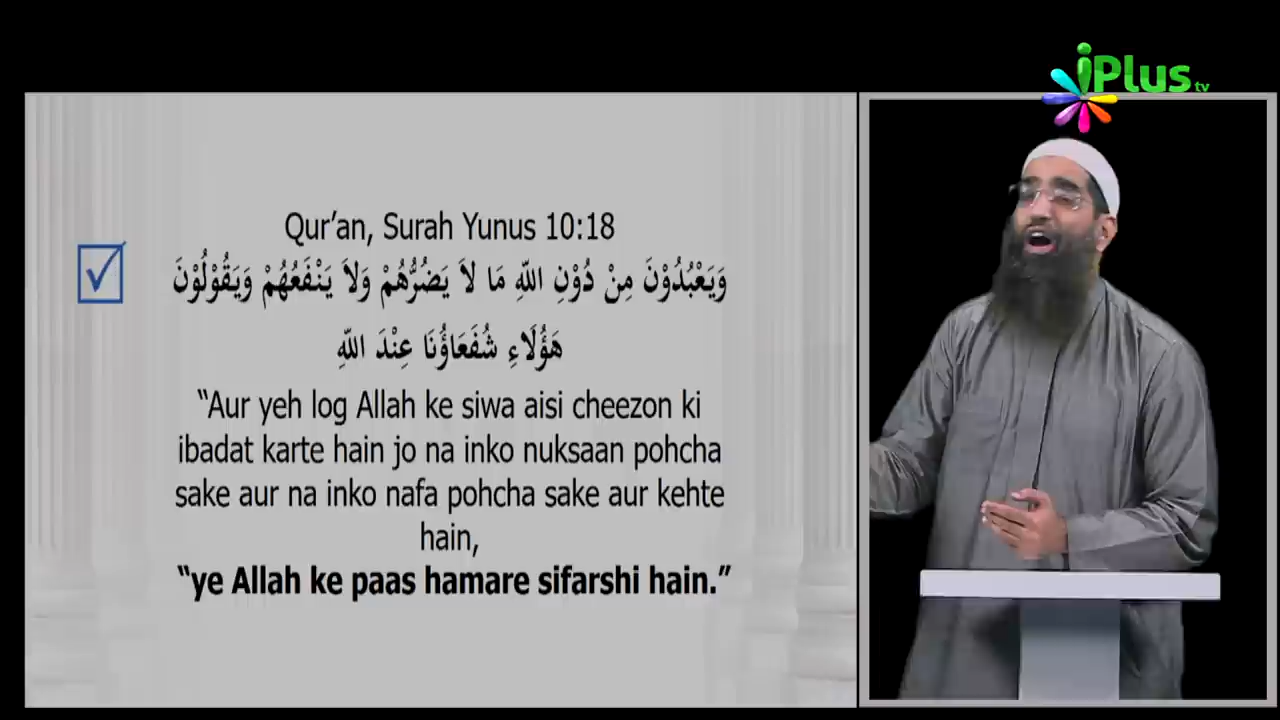 iPlus tv
Qur’an, Surah Yunus 10:18
وَيَعْبُدُوْنَ مِنْ دُوْنِ اللّٰهِ مَا لاَ يَضُرُّهُمْ وَلاَ يَنْفَعُهُمْ وَيَقُوْلُوْنَ
هَؤُلَاءِ شُفَعَاؤُنَا عِنْدَ اللّٰهِ
“Aur yeh log Allah ke siwa aisi cheezon ki
ibadat karte hain jo na inko nuksaan pohcha
sake aur na inko nafa pohcha sake aur kehte
hain,
“ye Allah ke paas hamare sifarshi hain.”